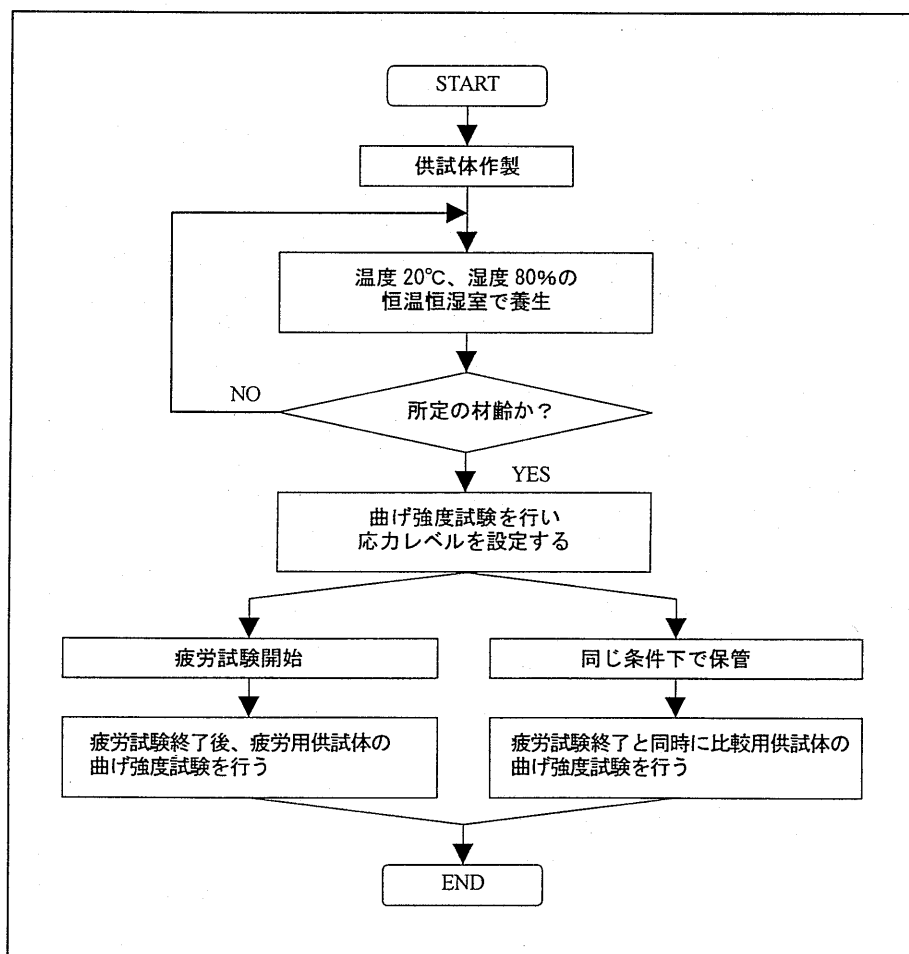 START
供試体作製
温度 20℃、湿度 80%の
恒温恒湿室で養生
NO
所定の材齢か？
YES
曲げ強度試験を行い
応力レベルを設定する
疲労試験開始
同じ条件下で保管
疲労試験終了後、疲労用供試体の
曲げ強度試験を行う
疲労試験終了と同時に比較用供試体の
曲げ強度試験を行う
END